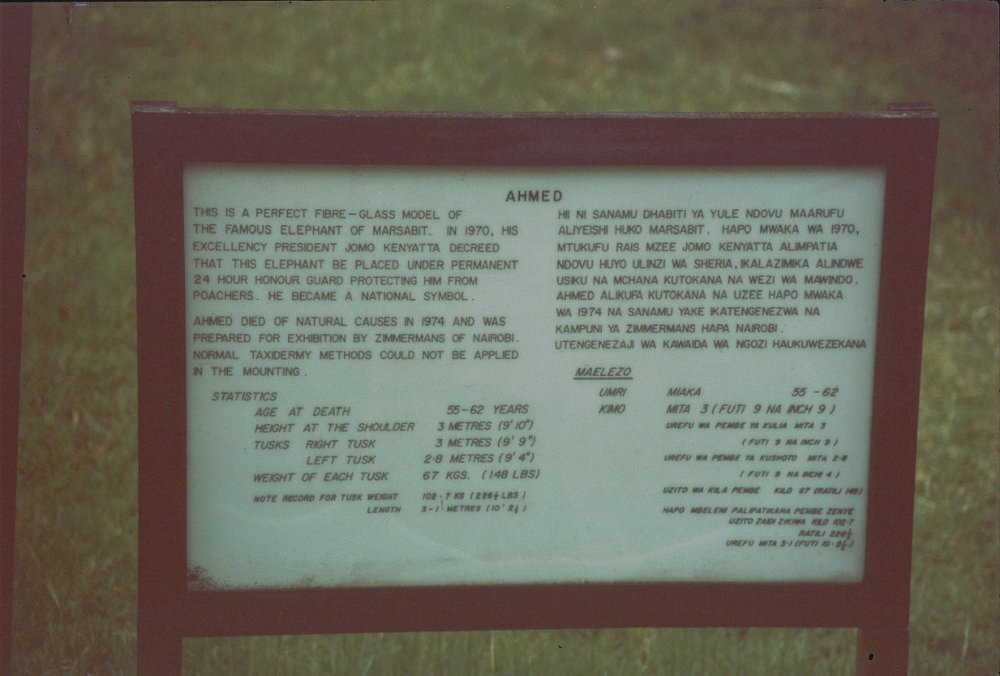 AHMED
THIS IS A PERFECT FIBRE-GLASS MODEL OF
THE FAMOUS ELEPHANT OF MARSABIT. IN 1970, HIS
EXCELLENCY PRESIDENT JOMO KENYATTA DECREED
THAT THIS ELEPHANT BE PLACED UNDER PERMANENT
24 HOUR HONOUR GUARD PROTECTING HIM FROM
POACHERS. HE BECAME A NATIONAL SYMBOL.
AHMED DIED OF NATURAL CAUSES IN 1974 AND WAS
PREPARED FOR EXHIBITION BY ZIMMERMANS OF NAIROBI.
NORMAL TAXIDERMY METHODS COULD NOT BE APPLIED
IN THE MOUNTING.
STATISTICS
AGE AT DEATH 55-62 YEARS
HEIGHT AT THE SHOULDER 3 METRES (9' 10")
TUSKS RIGHT TUSK 3 METRES (9' 9")
LEFT TUSK 2·8 METRES (9' 4")
WEIGHT OF EACH TUSK 67 KGS. (148 LBS)
NOTE RECORD FOR TUSK WEIGHT 102·7 KG (226½ LBS)
LENGTH 3-1 METRES (10' 2½)
HII NI SANAMU DHABITI YA YULE NDOVU MAARUFU
ALIYEISHI HUKO MARSABIT. HAPO MWAKA WA 1970,
MTUKUFU RAIS MZEE JOMO KENYATTA ALIMPATIA
NDOVU HUYO ULINZI WA SHERIA, IKALAZIMIKA ALINDWE
USIKU NA MCHANA KUTOKANA NA WEZI WA MAWINDO.
AHMED ALIKUFA KUTOKANA NA UZEE HAPO MWAKA
WA 1974 NA SANAMU YAKE IKATENGENEZWA NA
KAMPUNI YA ZIMMERMANS HAPA NAIROBI.
UTENGENEZAJI WA KAWAIDA WA NGOZI HAUKUWEZEKANA
MAELEZO
UMRI MIAKA 55-62
KIMO MITA 3 (FUTI 9 NA INCH 9)
UREFU WA PEMBE YA KULIA MITA 3
(FUTI 9 NA INCH 9)
UREFU WA PEMBE YA KUSHOTO MITA 2·8
(FUTI 9 NA INCHI 4)
UZITO WA KILA PEMBE KILO 67 (RATILI 148)
HAPO MBELENI PALIPATIKANA PEMBE ZENYE
UZITO ZAIDI ZIKIWA KILO 102·7
RATILI 226½
UREFU MITA 3·1 (FUTI 10-2½)